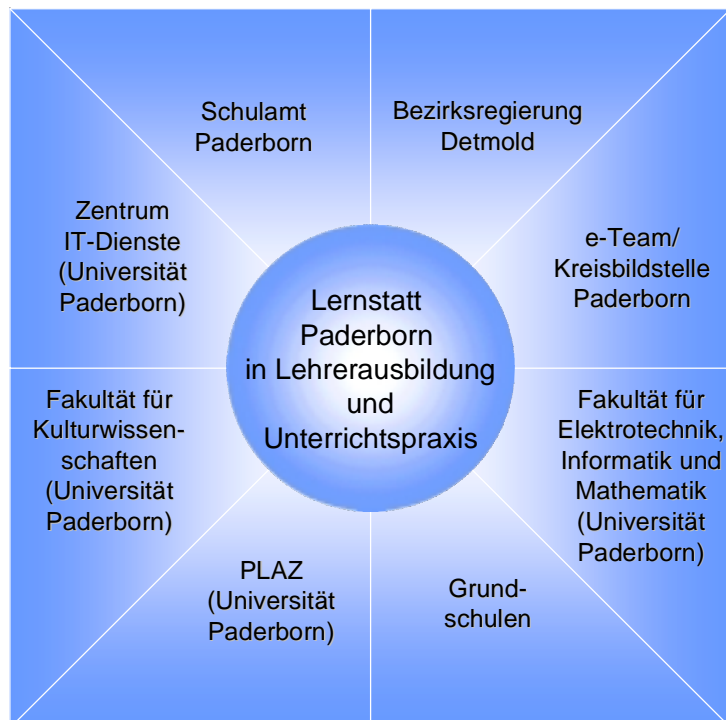 Schulamt
Paderborn
Bezirksregierung
Detmold
Zentrum
IT-Dienste
(Universität
Paderborn)
e-Team/
Kreisbildstelle
Paderborn
Lernstatt
Paderborn
in Lehrerausbildung
und
Unterrichtspraxis
Fakultät für
Kulturwissen-
schaften
(Universität
Paderborn)
Fakultät für
Elektrotechnik,
Informatik und
Mathematik
(Universität
Paderborn)
PLAZ
(Universität
Paderborn)
Grund-
schulen